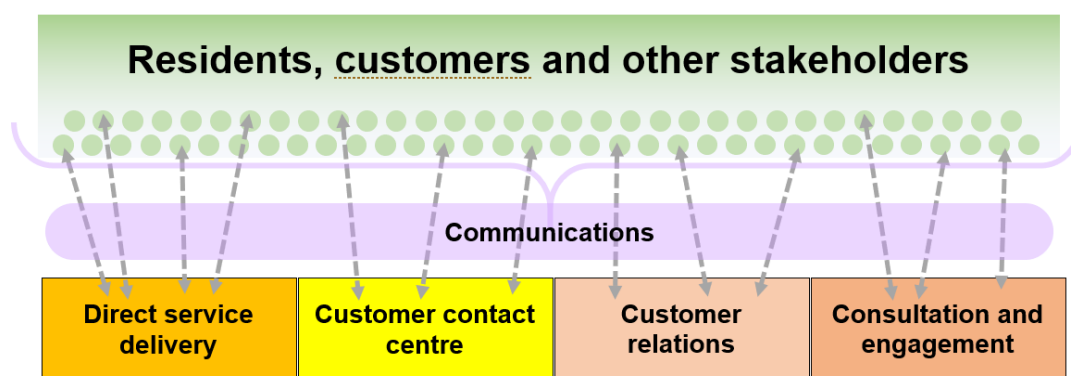 Residents, customers and other stakeholders
Communications
Direct service
delivery
Customer contact
centre
Customer
relations
Consultation and
engagement